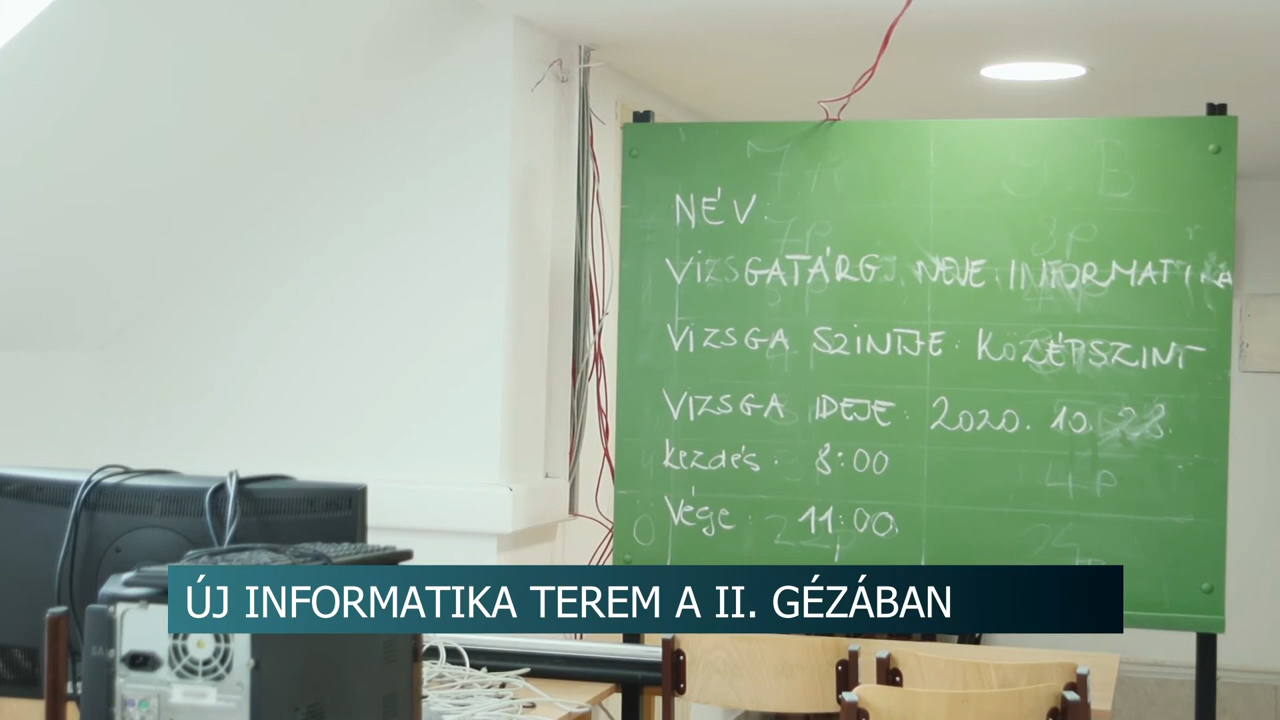 NÉV:
VIZSGATÁRGY NEVE: INFORMATIKA
VIZSGA SZINTJE: KÖZÉPSZINT
VIZSGA IDEJE: 2020. 10. 28.
kezdés: 8:00
Vége: 11:00
ÚJ INFORMATIKA TEREM A II. GÉZÁBAN